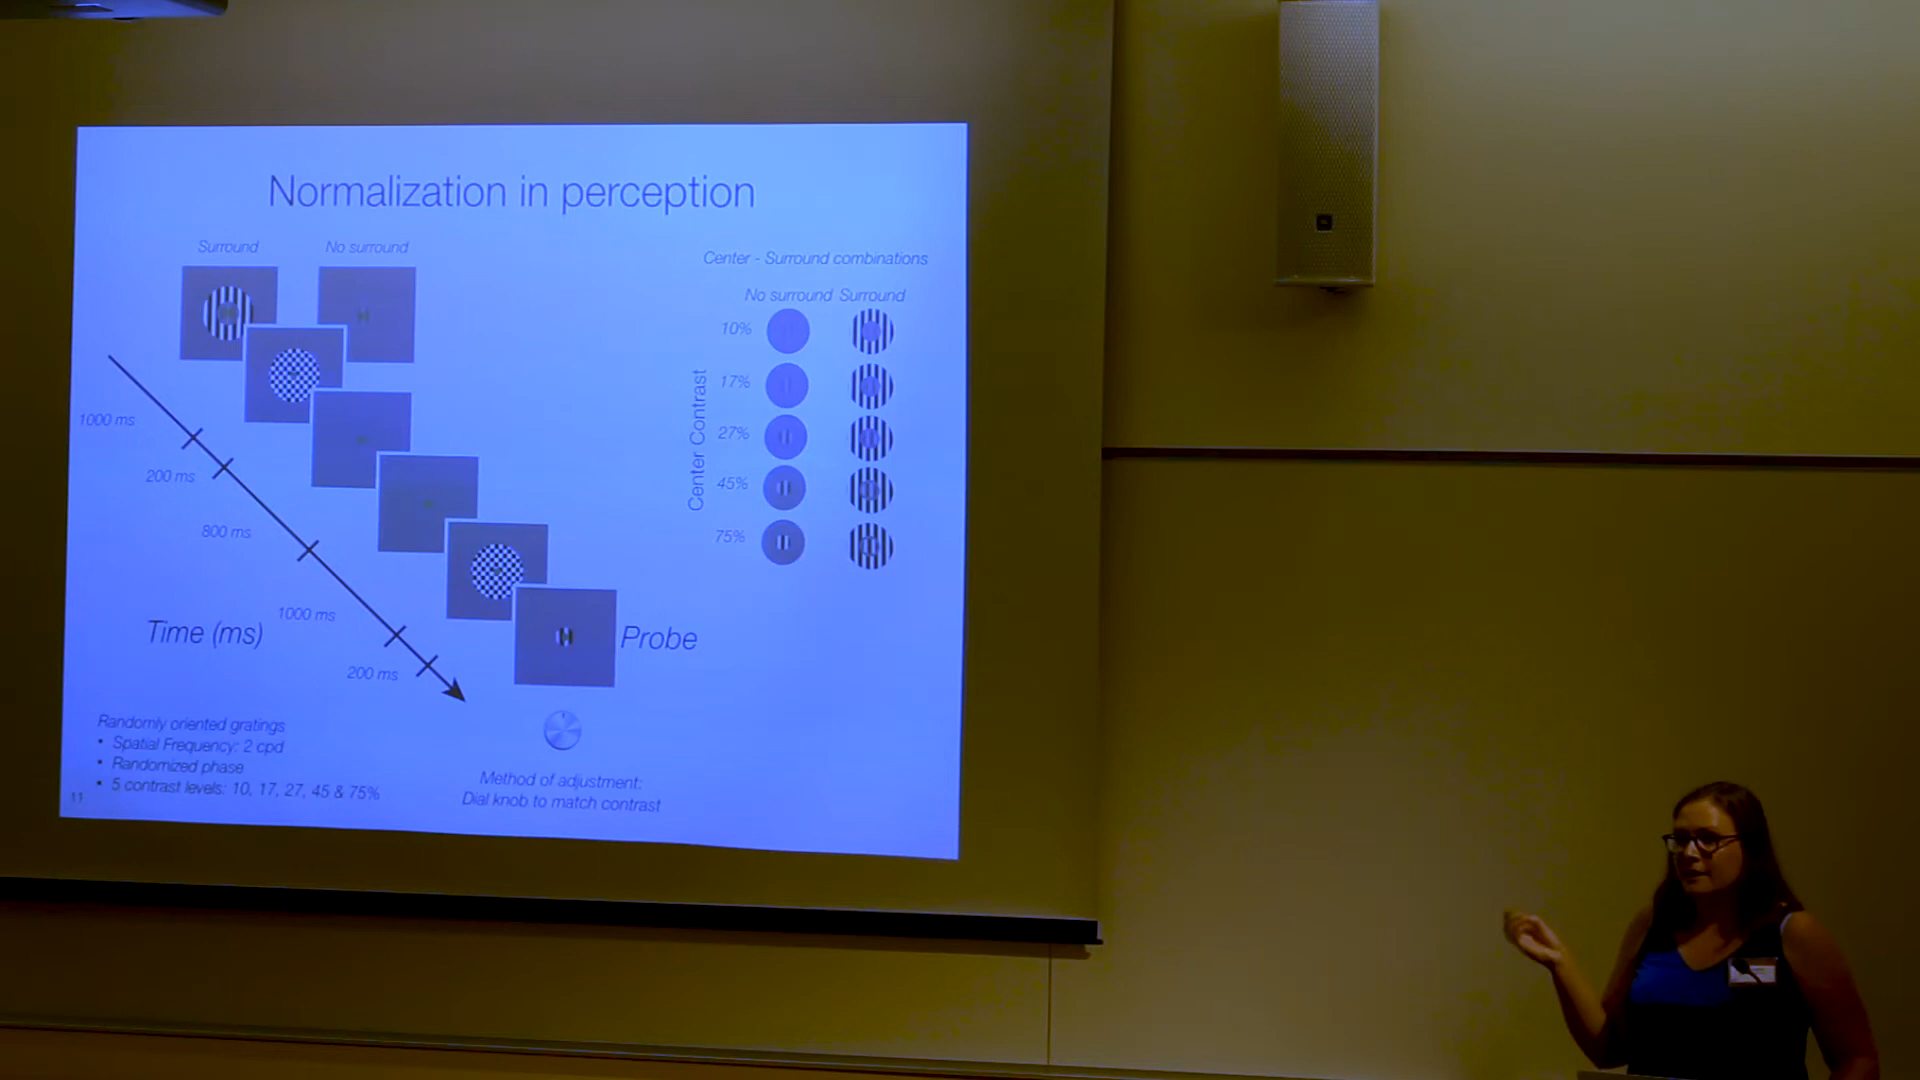 Normalization in perception
Surround
No surround
1000 ms
200 ms
800 ms
1000 ms
200 ms
Time (ms)
Probe
Center - Surround combinations
No surround Surround
Center Contrast
10%
17%
27%
45%
75%
Randomly oriented gratings
• Spatial Frequency: 2 cpd
• Randomized phase
• 5 contrast levels: 10, 17, 27, 45 & 75%
Method of adjustment:
Dial knob to match contrast
11